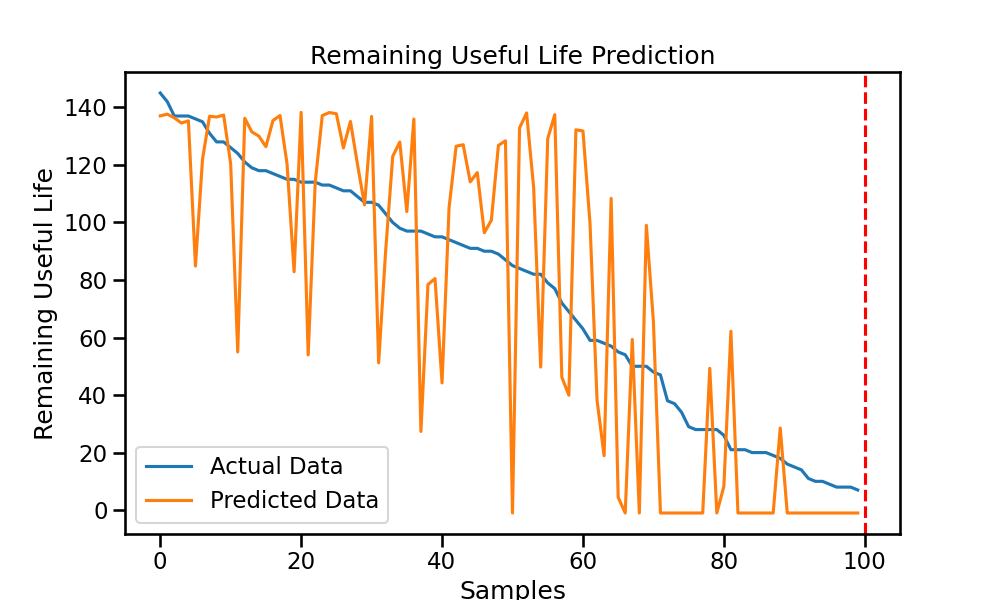 Remaining Useful Life Prediction
Remaining Useful Life
140
120
100
80
60
40
20
0
Actual Data
Predicted Data
0 20 40 60 80 100
Samples